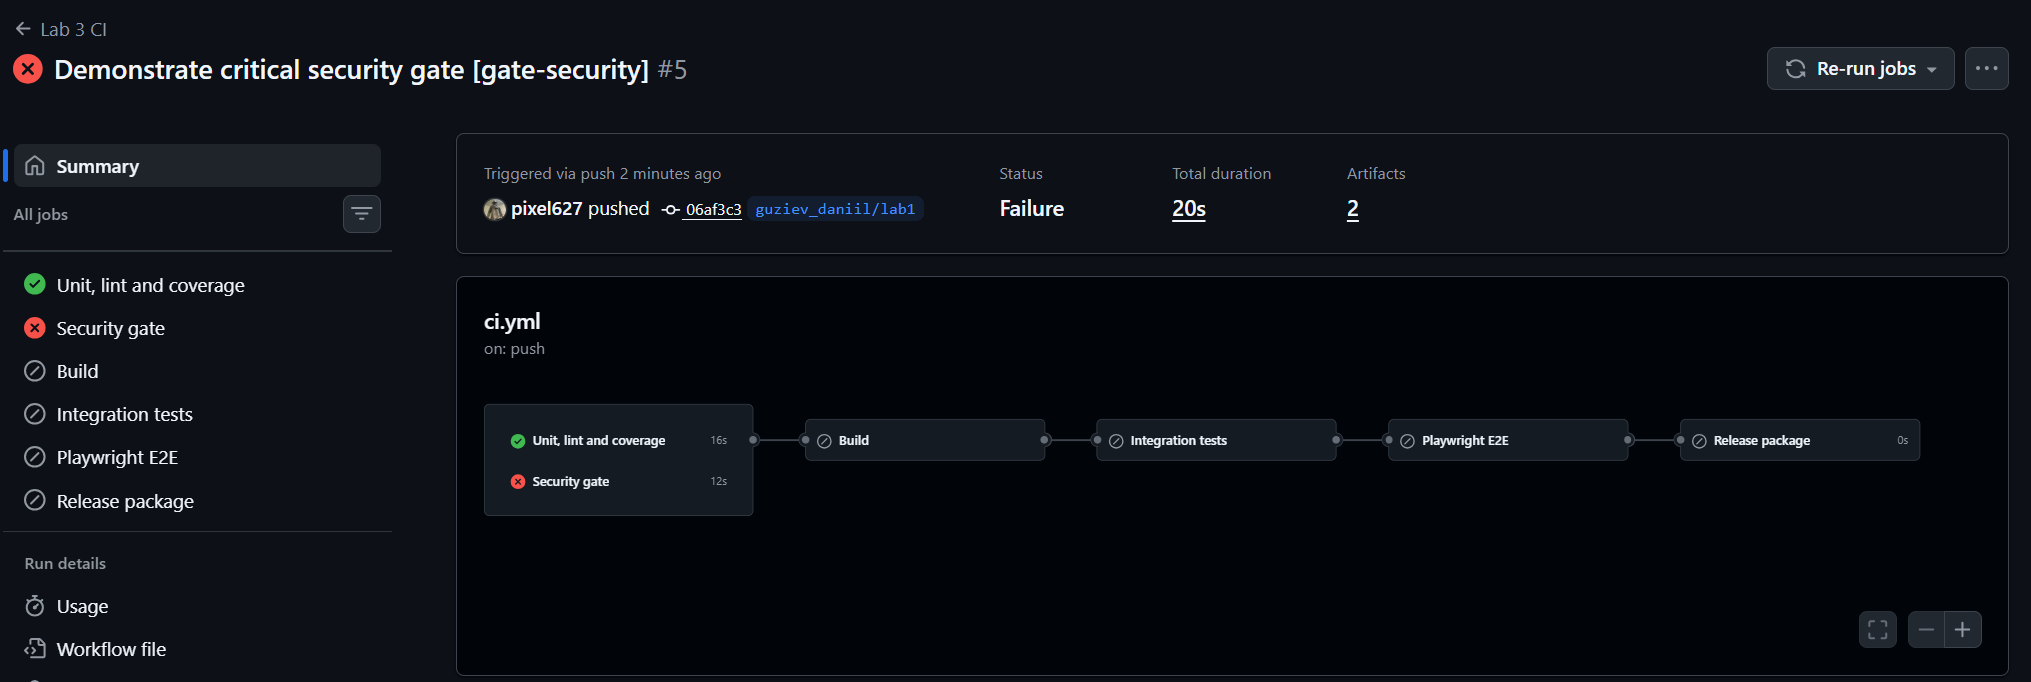 Lab 3 CI
Demonstrate critical security gate [gate-security] #5
Re-run jobs
Summary
All jobs
Unit, lint and coverage
Security gate
Build
Integration tests
Playwright E2E
Release package
Run details
Usage
Workflow file
Triggered via push 2 minutes ago
pixel627 pushed 06af3c3 guziev_daniil/lab1
Status
Failure
Total duration
20s
Artifacts
2
ci.yml
on: push
Unit, lint and coverage 16s
Security gate 12s
Build
Integration tests
Playwright E2E
Release package 0s